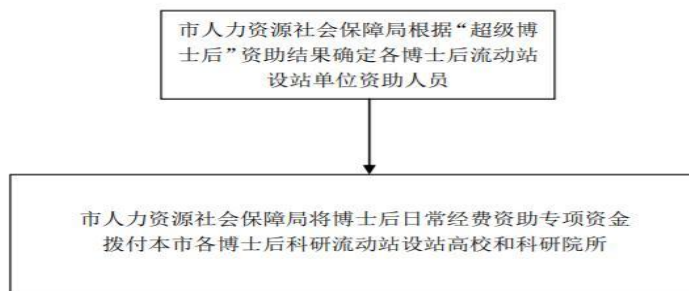 市人力资源社会保障局根据“超级博
士后”资助结果确定各博士后流动站
设站单位资助人员
市人力资源社会保障局将博士后日常经费资助专项资金
拨付本市各博士后科研流动站设站高校和科研院所